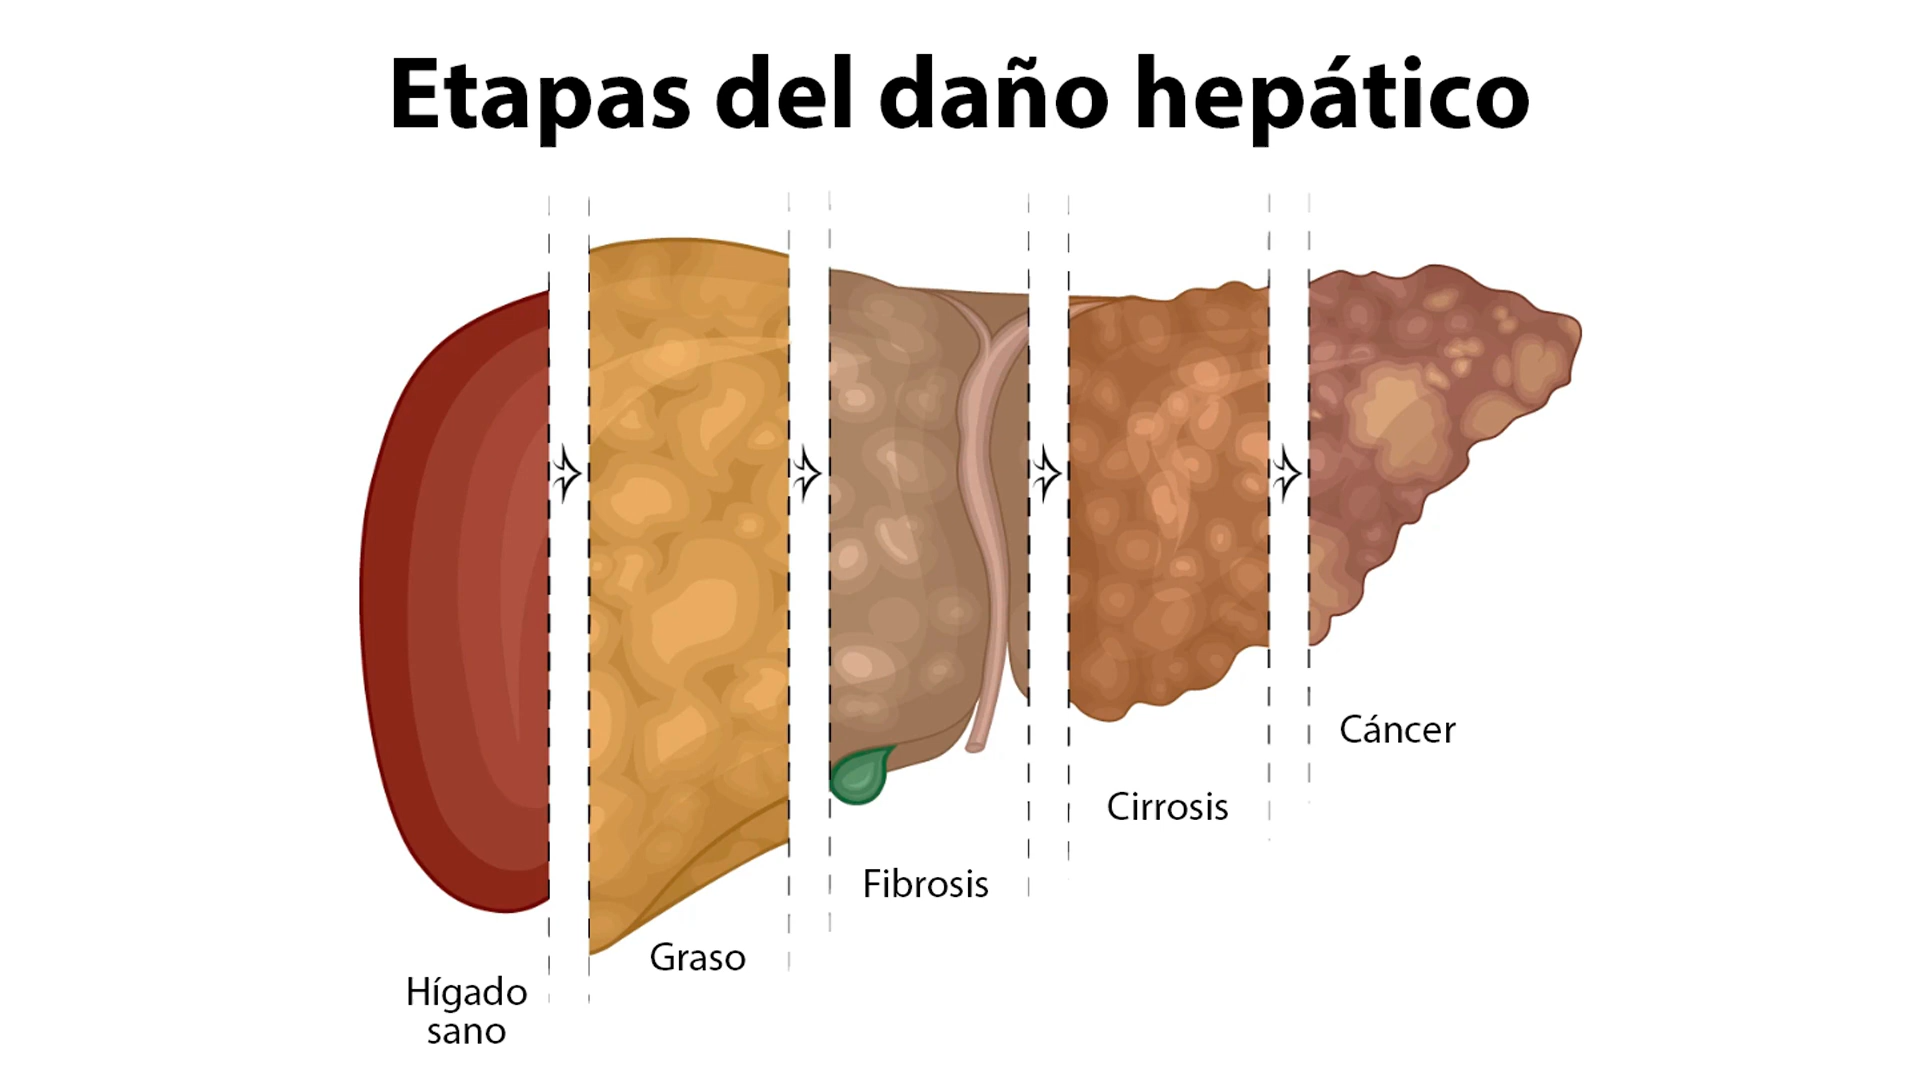 Etapas del daño hepático
Hígado
sano
Graso
Fibrosis
Cirrosis
Cáncer